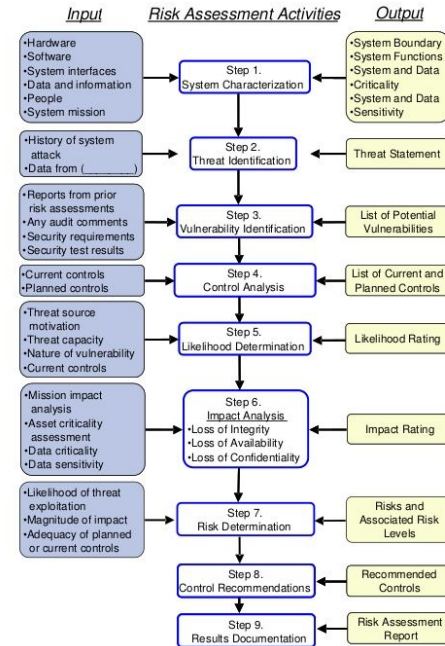 Input
Risk Assessment Activities
Output
•Hardware
•Software
•System interfaces
•Data and information
•People
•System mission
Step 1.
System Characterization
•System Boundary
•System Functions
•System and Data
•Criticality
•System and Data
•Sensitivity
•History of system
attack
•Data from (________)
Step 2.
Threat Identification
Threat Statement
•Reports from prior
risk assessments
•Any audit comments
•Security requirements
•Security test results
Step 3.
Vulnerability Identification
List of Potential
Vulnerabilities
•Current controls
•Planned controls
Step 4.
Control Analysis
List of Current and
Planned Controls
•Threat source
motivation
•Threat capacity
•Nature of vulnerability
•Current controls
Step 5.
Likelihood Determination
Likelihood Rating
•Mission impact
analysis
•Asset criticality
assessment
•Data criticality
•Data sensitivity
Step 6.
Impact Analysis
•Loss of Integrity
•Loss of Availability
•Loss of Confidentiality
Impact Rating
•Likelihood of threat
exploitation
•Magnitude of impact
•Adequacy of planned
or current controls
Step 7.
Risk Determination
Risks and
Associated Risk
Levels
Step 8.
Control Recommendations
Recommended
Controls
Step 9.
Results Documentation
Risk Assessment
Report